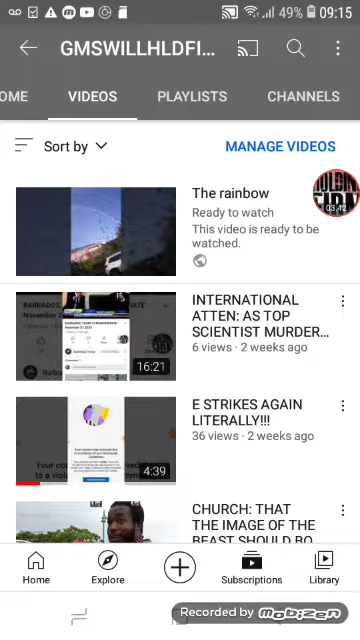 49% 09:15
GMSWILLHLDFI...
OME VIDEOS PLAYLISTS CHANNELS
Sort by MANAGE VIDEOS
The rainbow
Ready to watch
This video is ready to be
watched.
03:42
INTERNATIONAL
ATTEN: AS TOP
SCIENTIST MURDER...
6 views · 2 weeks ago
16:21
E STRIKES AGAIN
LITERALLY!!!
36 views · 2 weeks ago
4:39
CHURCH: THAT
THE IMAGE OF THE
BEAST SHOULD BO
Home Explore Subscriptions Library
Recorded by mobizen